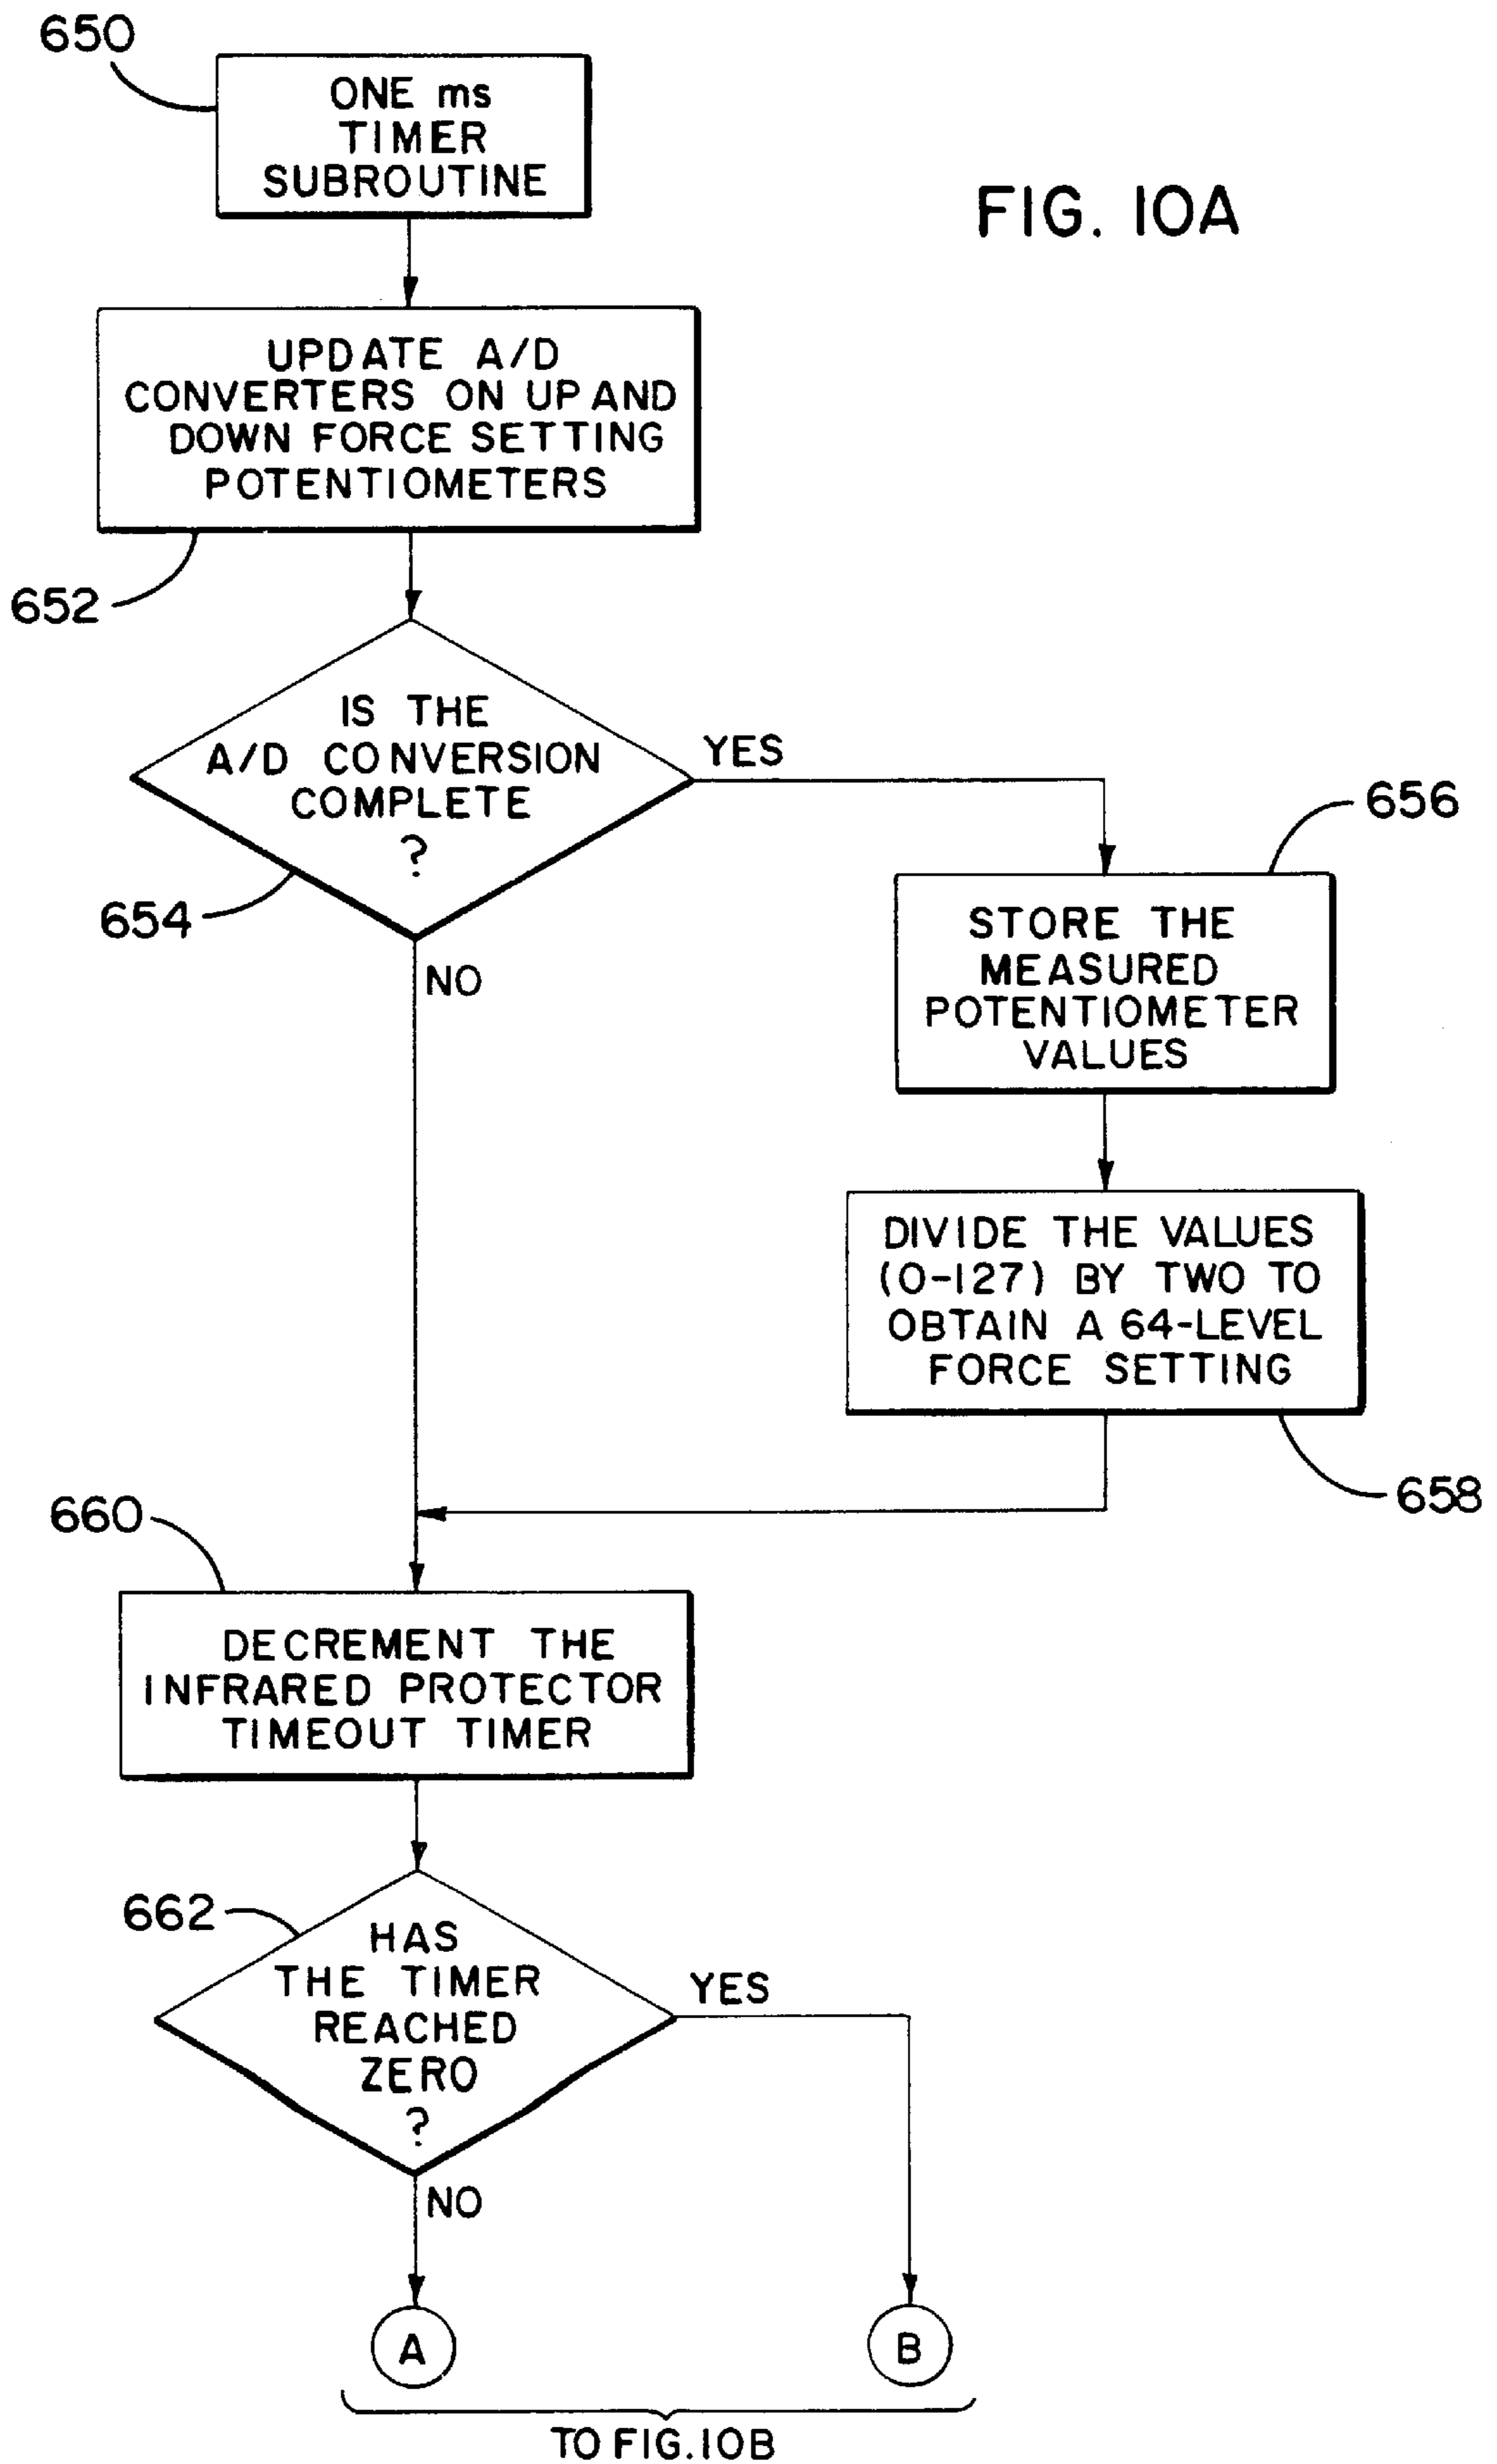 650
ONE ms
TIMER
SUBROUTINE
FIG. 10A
UPDATE A/D
CONVERTERS ON UP AND
DOWN FORCE SETTING
POTENTIOMETERS
652
IS THE
A/D CONVERSION
COMPLETE
?
YES
654
NO
656
STORE THE
MEASURED
POTENTIOMETER
VALUES
DIVIDE THE VALUES
(0-127) BY TWO TO
OBTAIN A 64-LEVEL
FORCE SETTING
658
660
DECREMENT THE
INFRARED PROTECTOR
TIMEOUT TIMER
662
HAS
THE TIMER
REACHED
ZERO
?
YES
NO
A
B
TO FIG. 10B